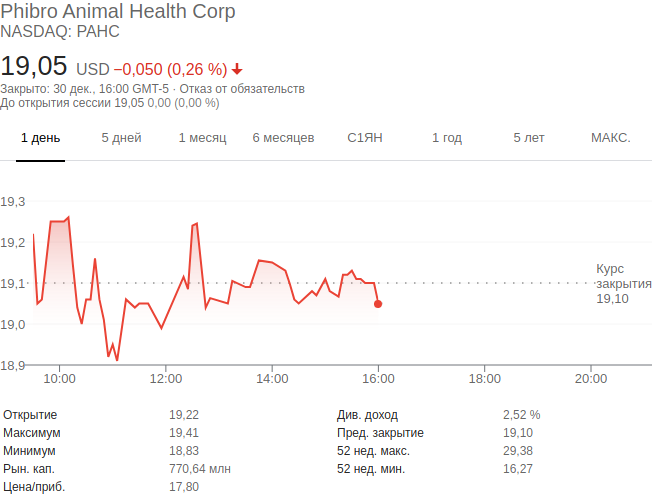 Phibro Animal Health Corp
NASDAQ: PAHC
19,05 USD −0,050 (0,26 %)
Закрыто: 30 дек., 16:00 GMT-5 · Отказ от обязательств
До открытия сессии 19,05 0,00 (0,00 %)
1 день 5 дней 1 месяц 6 месяцев С1ЯН 1 год 5 лет МАКС.
19,3
19,2
19,1
19,0
18,9
Курс
закрытия
19,10
10:00 12:00 14:00 16:00 18:00 20:00
Открытие 19,22 Див. доход 2,52 %
Максимум 19,41 Пред. закрытие 19,10
Минимум 18,83 52 нед. макс. 29,38
Рын. кап. 770,64 млн 52 нед. мин. 16,27
Цена/приб. 17,80